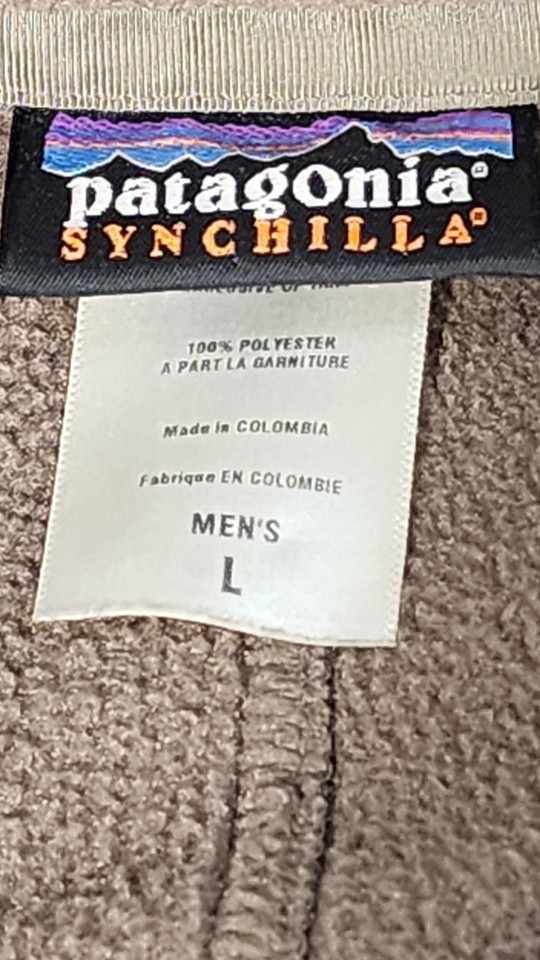 patagonia®
SYNCHILLA®
100% POLYESTER
A PART LA GARNITURE
Made in COLOMBIA
Fabrique EN COLOMBIE
MEN'S
L